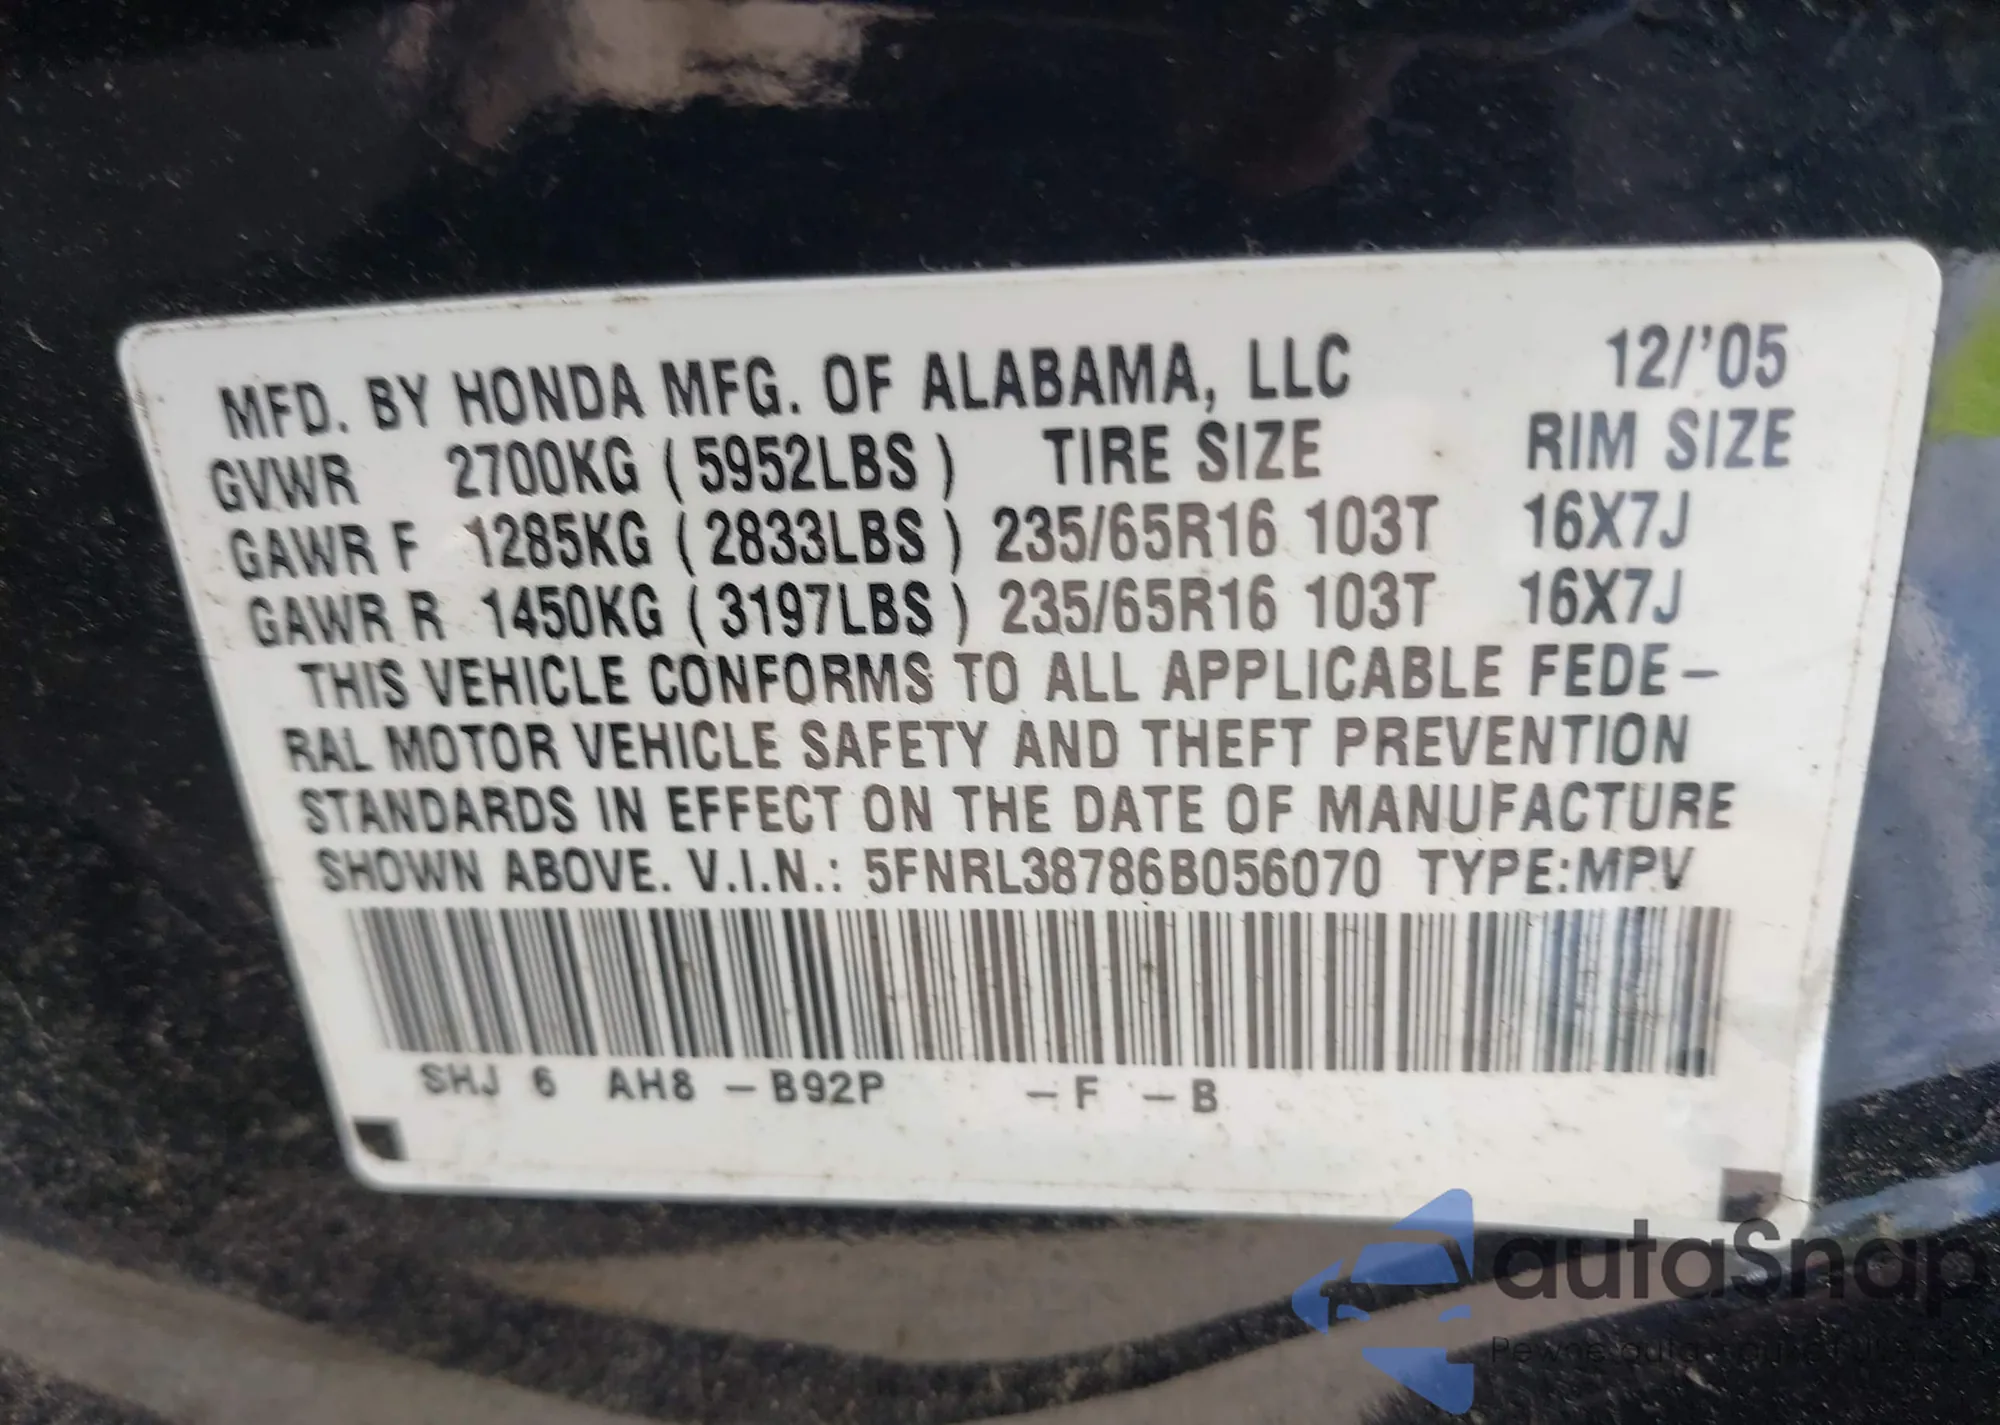 MFD. BY HONDA MFG. OF ALABAMA, LLC 12/'05
GVWR 2700KG (5952LBS) TIRE SIZE RIM SIZE
GAWR F 1285KG (2833LBS) 235/65R16 103T 16X7J
GAWR R 1450KG (3197LBS) 235/65R16 103T 16X7J
THIS VEHICLE CONFORMS TO ALL APPLICABLE FEDE-
RAL MOTOR VEHICLE SAFETY AND THEFT PREVENTION
STANDARDS IN EFFECT ON THE DATE OF MANUFACTURE
SHOWN ABOVE. V.I.N.: 5FNRL38786B056070 TYPE:MPV
SHJ 6 AH8 -B92P -F -B
autaSnap
Pewne auta